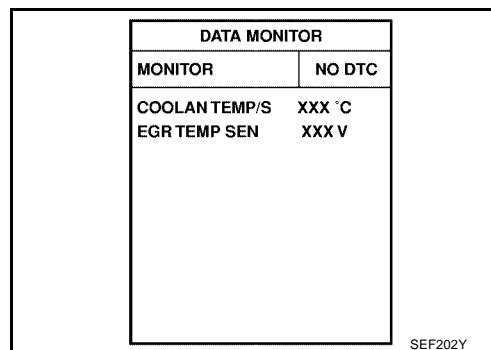 DATA MONITOR
MONITOR NO DTC
COOLAN TEMP/S XXX °C
EGR TEMP SEN XXX V
SEF202Y